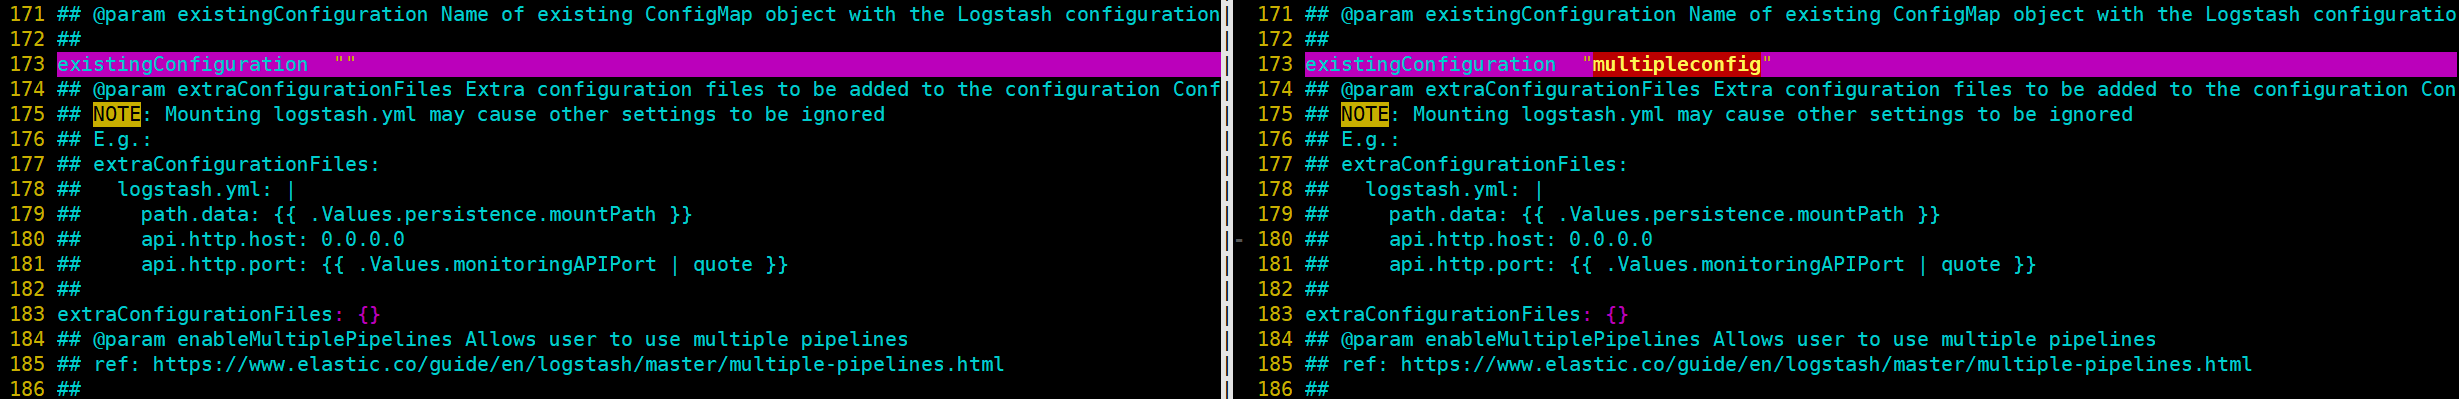 171 ## @param existingConfiguration Name of existing ConfigMap object with the Logstash configuration
172 ##
173 existingConfiguration  ""
174 ## @param extraConfigurationFiles Extra configuration files to be added to the configuration Conf
175 ## NOTE: Mounting logstash.yml may cause other settings to be ignored
176 ## E.g.:
177 ## extraConfigurationFiles:
178 ##   logstash.yml: |
179 ##     path.data: {{ .Values.persistence.mountPath }}
180 ##     api.http.host: 0.0.0.0
181 ##     api.http.port: {{ .Values.monitoringAPIPort | quote }}
182 ##
183 extraConfigurationFiles: {}
184 ## @param enableMultiplePipelines Allows user to use multiple pipelines
185 ## ref: https://www.elastic.co/guide/en/logstash/master/multiple-pipelines.html
186 ##
171 ## @param existingConfiguration Name of existing ConfigMap object with the Logstash configuratio
172 ##
173 existingConfiguration  "multipleconfig"
174 ## @param extraConfigurationFiles Extra configuration files to be added to the configuration Con
175 ## NOTE: Mounting logstash.yml may cause other settings to be ignored
176 ## E.g.:
177 ## extraConfigurationFiles:
178 ##   logstash.yml: |
179 ##     path.data: {{ .Values.persistence.mountPath }}
- 180 ##     api.http.host: 0.0.0.0
181 ##     api.http.port: {{ .Values.monitoringAPIPort | quote }}
182 ##
183 extraConfigurationFiles: {}
184 ## @param enableMultiplePipelines Allows user to use multiple pipelines
185 ## ref: https://www.elastic.co/guide/en/logstash/master/multiple-pipelines.html
186 ##